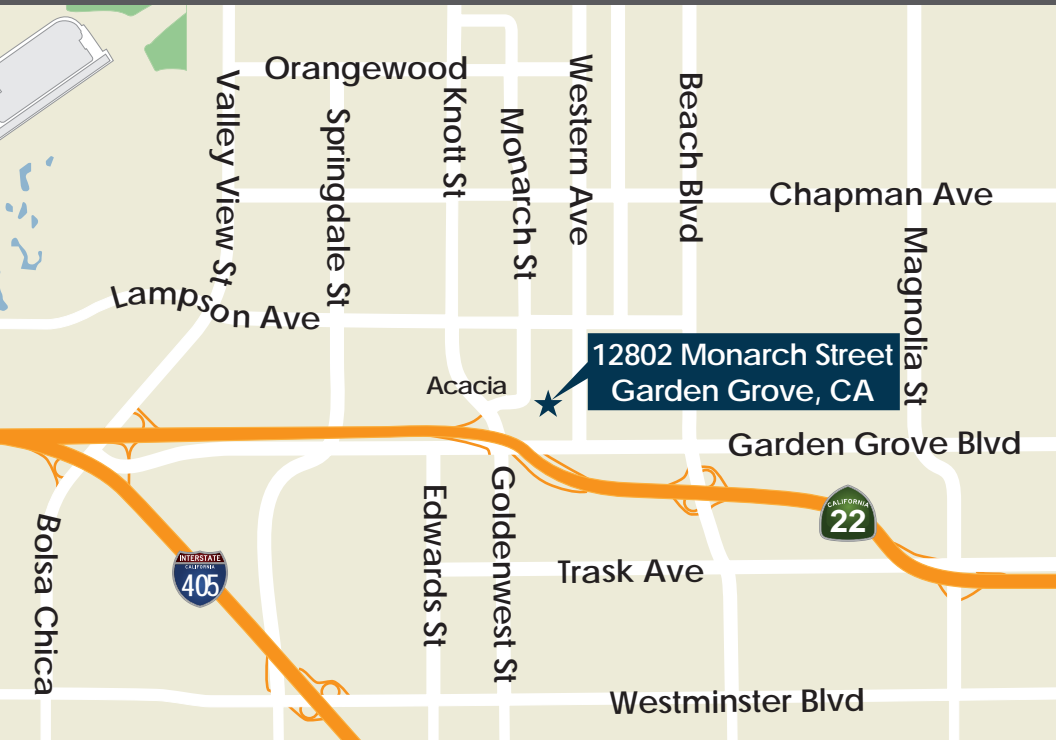 Orangewood
Valley View St
Springdale St
Knott St
Monarch St
Western Ave
Beach Blvd
Chapman Ave
Magnolia St
Lampson Ave
12802 Monarch Street
Garden Grove, CA
Acacia
Garden Grove Blvd
CALIFORNIA
22
Edwards St
Goldenwest St
Bolsa Chica
INTERSTATE
CALIFORNIA
405
Trask Ave
Westminster Blvd